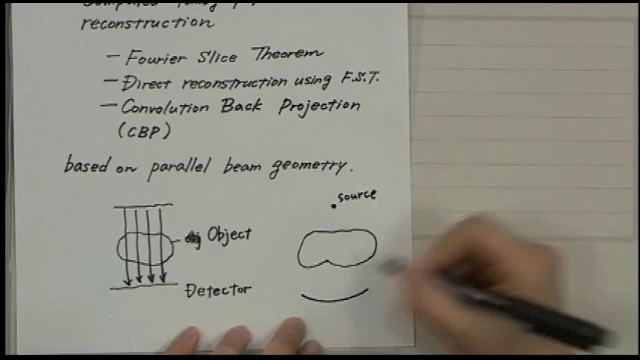 reconstruction
— Fourier Slice Theorem
— Direct reconstruction using F.S.T.
— Convolution Back Projection
(CBP)
based on parallel beam geometry.
source
Object
Detector